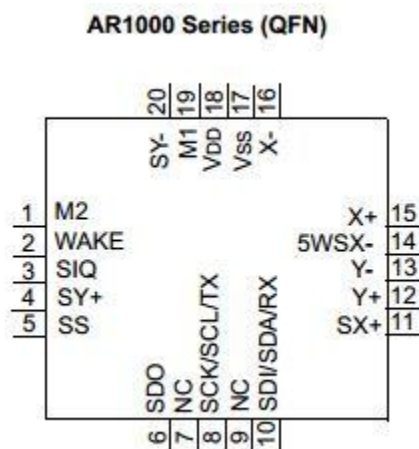 AR1000 Series (QFN)
20 19 18 17 16
SY- M1 VDD VSS X-
1 M2
2 WAKE
3 SIQ
4 SY+
5 SS
X+ 15
5WSX- 14
Y- 13
Y+ 12
SX+ 11
SDO NC SCK/SCL/TX NC SDI/SDA/RX
6 7 8 9 10